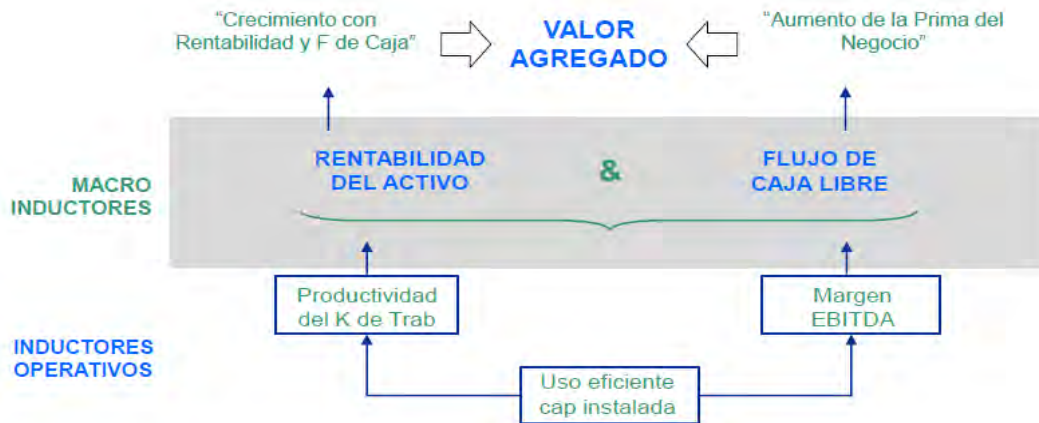 “Crecimiento con
Rentabilidad y F de Caja”
VALOR
AGREGADO
“Aumento de la Prima del
Negocio”
MACRO
INDUCTORES
RENTABILIDAD
DEL ACTIVO
&
FLUJO DE
CAJA LIBRE
INDUCTORES
OPERATIVOS
Productividad
del K de Trab
Margen
EBITDA
Uso eficiente
cap instalada